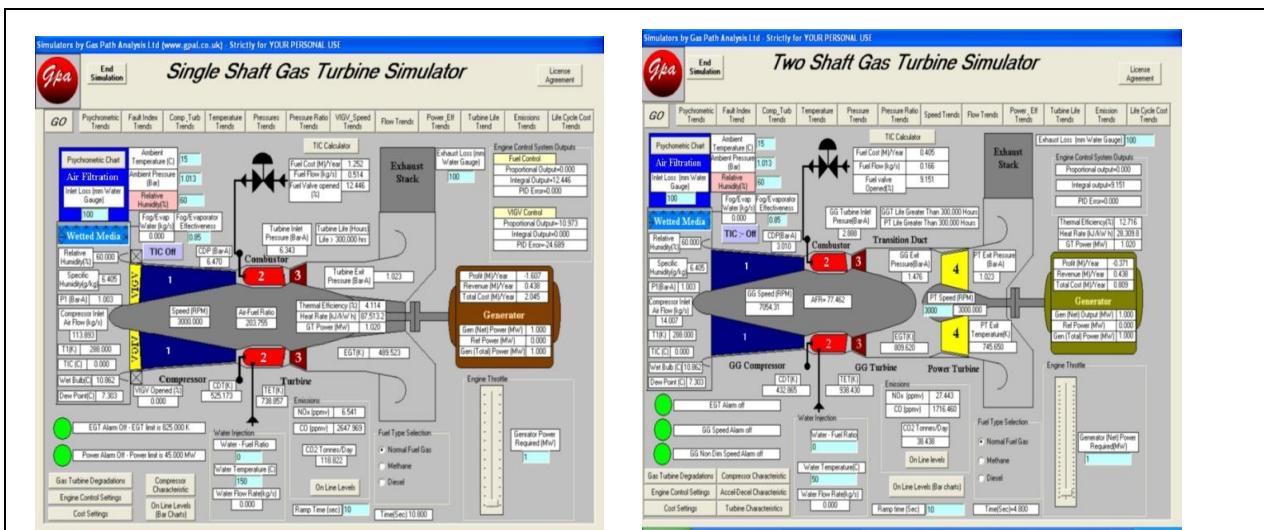 Simulators by Gas Path Analysis Ltd (www.gpal.co.uk) - Strictly for YOUR PERSONAL USE
Gpa
End Simulation
Single Shaft Gas Turbine Simulator
License Agreement
GO
Psychrometric Trends
Fault Index Trends
Comp_Turb Trends
Temperature Trends
Pressures Trends
Pressure Ratio Trends
VIGV_Speed Trends
Flow Trends
Power_Eff Trends
Turbine Life Trend
Emissions Trends
Life Cycle Cost Trends
TIC Calculator
Psychometric Chart
Ambient Temperature (C) 15
Air Filtration
Ambient Pressure (Bar) 1.013
Inlet Loss (mm Water Gauge) 100
Relative Humidity(%) 60
Fuel Cost (M)/Year 1.252
Fuel Flow (kg/s) 0.514
Fuel Valve opened (%) 12.446
Exhaust Stack
Exhaust Loss (mm Water Gauge) 100
Engine Control System Outputs
Fuel Control
Proportional Output=0.000
Integral Output=12.446
PID Error=0.000
VIGV Control
Proportional Output=-10.973
Integral Output=0.000
PID Error=-24.689
Wetted Media
Fog/Evap Water (kg/s) 0.000
Fog/Evaporator Effectiveness 0.85
TIC Off
CDP (Bar-A) 6.470
Turbine Inlet Pressure (Bar-A) 6.343
Turbine Life (Hours)
Life > 300,000 hrs
Combustor
Relative Humidity(%) 60.000
Specific Humidity(g/kg) 6.405
P1(Bar-A) 1.003
Compressor Inlet Air Flow (kg/s) 113.893
T1(K) 288.000
TIC (C) 0.000
Wet Bulb(C) 10.862
Dew Point(C) 7.303
VIGV
1
2
3
Turbine Exit Pressure (Bar-A) 1.023
Speed (RPM) 3000.000
Air-Fuel Ratio 203.755
Thermal Efficiency (%) 4.114
Heat Rate (kJ/kW h) 87,513.2
GT Power (MW) 1.020
EGT(K) 489.523
VIGV
1
2
3
Profit (M)/Year -1.607
Revenue (M)/Year 0.438
Total Cost (M)/Year 2.045
Generator
Gen (Net) Power (MW) 1.000
Ref Power (MW) 0.000
Gen (Total) Power (MW) 1.000
Compressor
Turbine
VIGV Opened (%) 0.000
CDT(K) 525.173
TET(K) 738.857
EGT Alarm Off - EGT limit is 825.000 K
Power Alarm Off - Power limit is 45.000 MW
Emissions
NOx (ppmv) 6.541
CO (ppmv) 2647.969
CO2 Tonnes/Day 118.822
On Line Levels
Water Injection
Water - Fuel Ratio 0
Water Temperature (C) 150
Water Flow Rate(kg/s) 0.000
Fuel Type Selection
Normal Fuel Gas
Methane
Diesel
Engine Throttle
Genrator Power Required(MW) 1
Gas Turbine Degradations
Engine Control Settings
Cost Settings
Compressor Characteristic
On Line Levels (Bar Charts)
Ramp Time (sec) 10
Time(Sec) 10.800
Simulators by Gas Path Analysis Ltd - Strictly for YOUR PERSONAL USE
Gpa
End Simulation
Two Shaft Gas Turbine Simulator
License Agreement
GO
Psychrometric Trends
Fault Index Trends
Comp_Turb Trends
Temperature Trends
Pressure Trends
Pressure Ratio Trends
Speed Trends
Flow Trends
Power_Eff Trends
Turbine Life Trends
Emission Trends
Life Cycle Cost Trends
TIC Calculator
Exhaust Loss (mm Water Gauge) 100
Psychometric Chart
Ambient Temperature (C) 15
Air Filtration
Ambient Pressure (Bar) 1.013
Inlet Loss (mm Water Gauge) 100
Relative Humidity(%) 60
Fuel Cost (M)/Year 0.405
Fuel Flow (kg/s) 0.166
Fuel valve Opened(%) 9.151
Exhaust Stack
Engine Control System Outputs
Proportional output=0.000
Integral output=9.151
PID Error=0.000
Wetted Media
Fog/Evap Water (kg/s) 0.000
Fog/Evaporator Effectiveness 0.85
TIC :- Off
CDP(BarA) 3.010
GG Turbine Inlet Pressure (Bar-A) 2.888
GGT Life Greater Than 300,000 Hours
PT Life Greater Than 300,000 Hours
Combustor
Transition Duct
Thermal Efficiency(%) 12.716
Heat Rate (kJ/kW h) 28,309.8
GT Power (MW) 1.020
Relative Humidity(%) 60.000
Specific Humidity(g/kg) 6.405
P1(Bar-A) 1.003
Compressor Inlet Air Flow (kg/s) 14.007
T1(K) 288.000
TIC (C) 0.000
Wet Bulb(C) 10.862
Dew Point(C) 7.303
1
2
3
4
GG Exit Pressure(Bar-A) 1.476
PT Exit Pressure (Bar-A) 1.023
GG Speed (RPM) 7054.31
AFR= 77.462
PT Speed (RPM)
3000 3000.000
Profit (M)/Year -0.371
Revenue (M)/Year 0.438
Total Cost (M)/Year 0.809
Generator
Gen (Net) Output (MW) 1.000
Ref Power (MW) 0.000
Gen (Total) Power (MW) 1.000
1
2
3
4
EGT(K) 809.620
PT Exit Temperature(K) 745.650
GG Compressor
GG Turbine
Power Turbine
CDT(K) 432.865
TET(K) 938.430
EGT Alarm off
GG Speed Alarm off
GG Non Dim Speed Alarm off
Emissions
NOx (ppmv) 27.443
CO (ppmv) 1716.460
CO2 Tonnes/Day 38.438
On Line levels
On Line Levels (Bar charts)
Water Injection
Water - Fuel Ratio 0
Water Temperature(C) 50
Water Flow Rate(kg/s) 0.000
Fuel Type Selection
Normal Fuel Gas
Methane
Diesel
Engine Throttle
Generator (Net) Power Required(MW) 1
Gas Turbine Degradations
Engine Control Settings
Cost Settings
Compressor Characteristic
Accel-Decel Characteristic
Turbine Characteristics
Ramp time (Sec) 10
Time(Sec)=4.800